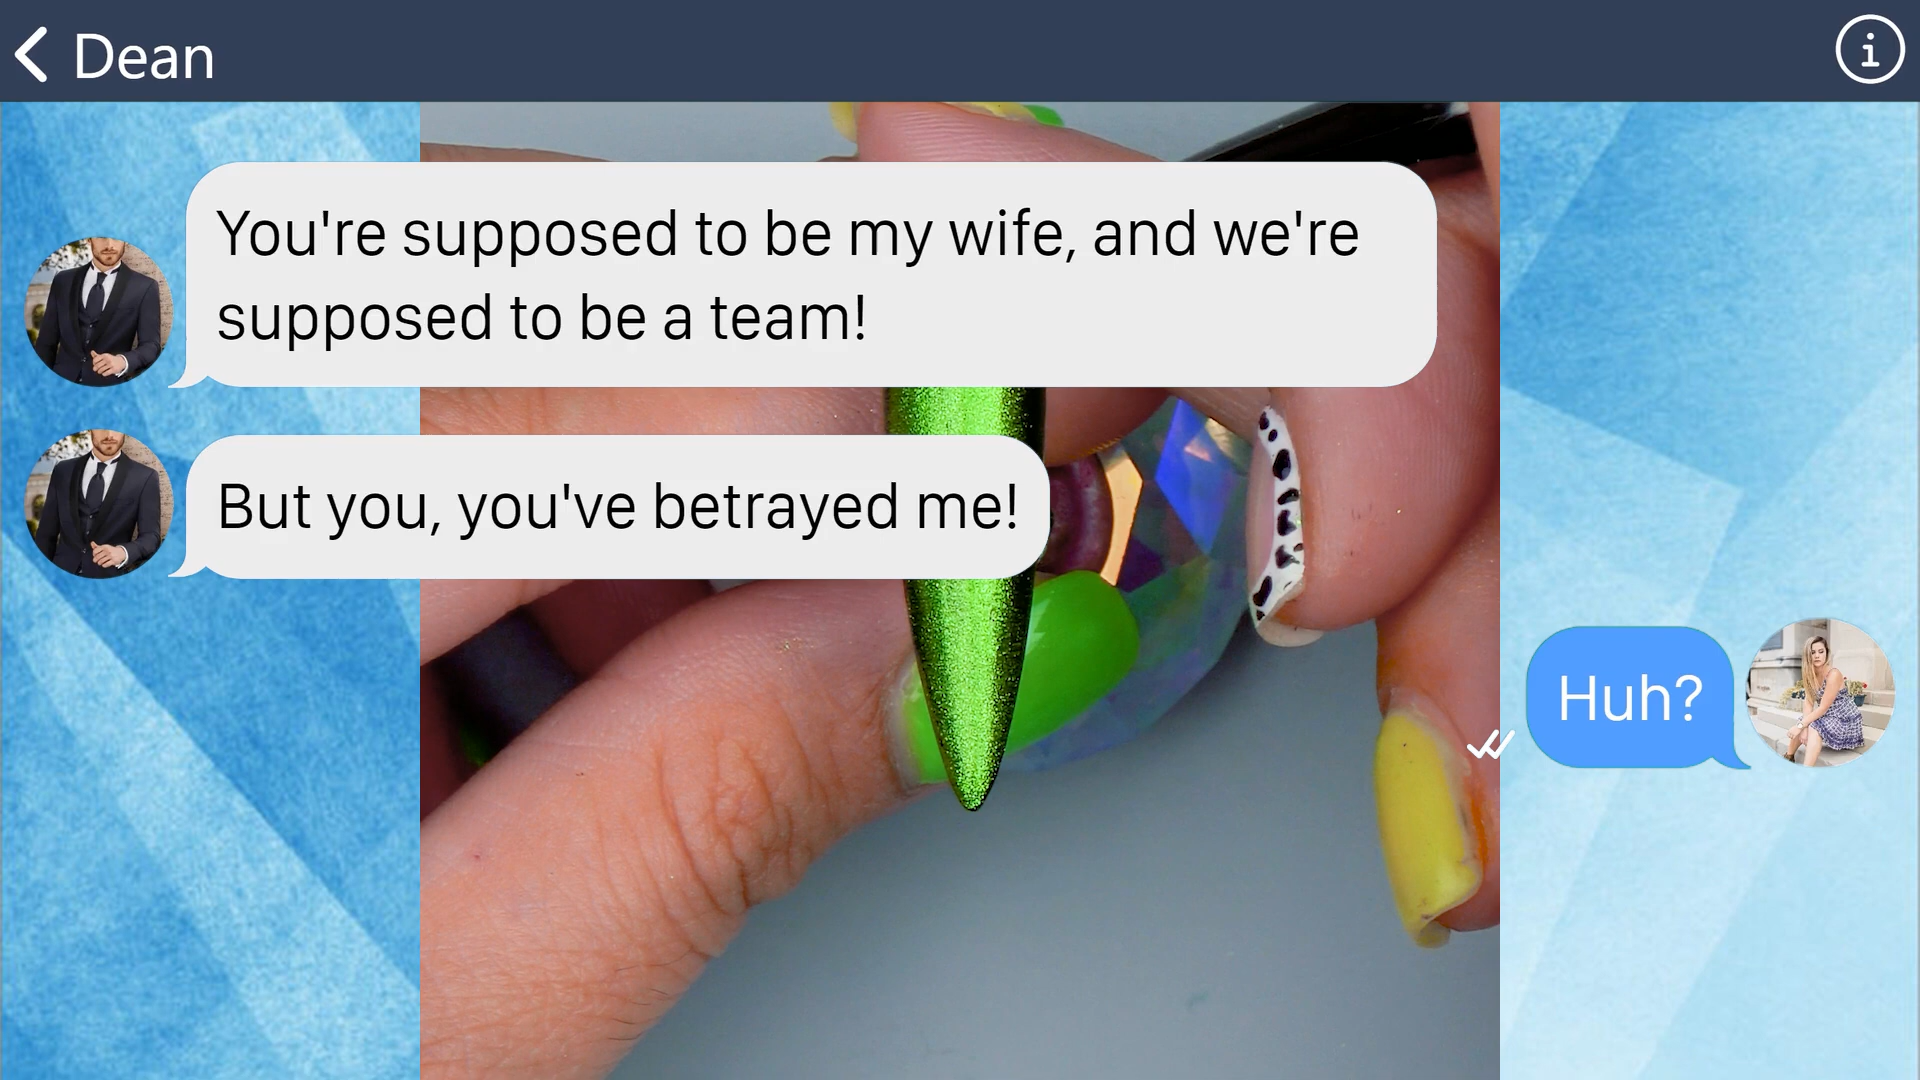 Dean
You're supposed to be my wife, and we're
supposed to be a team!
But you, you've betrayed me!
Huh?